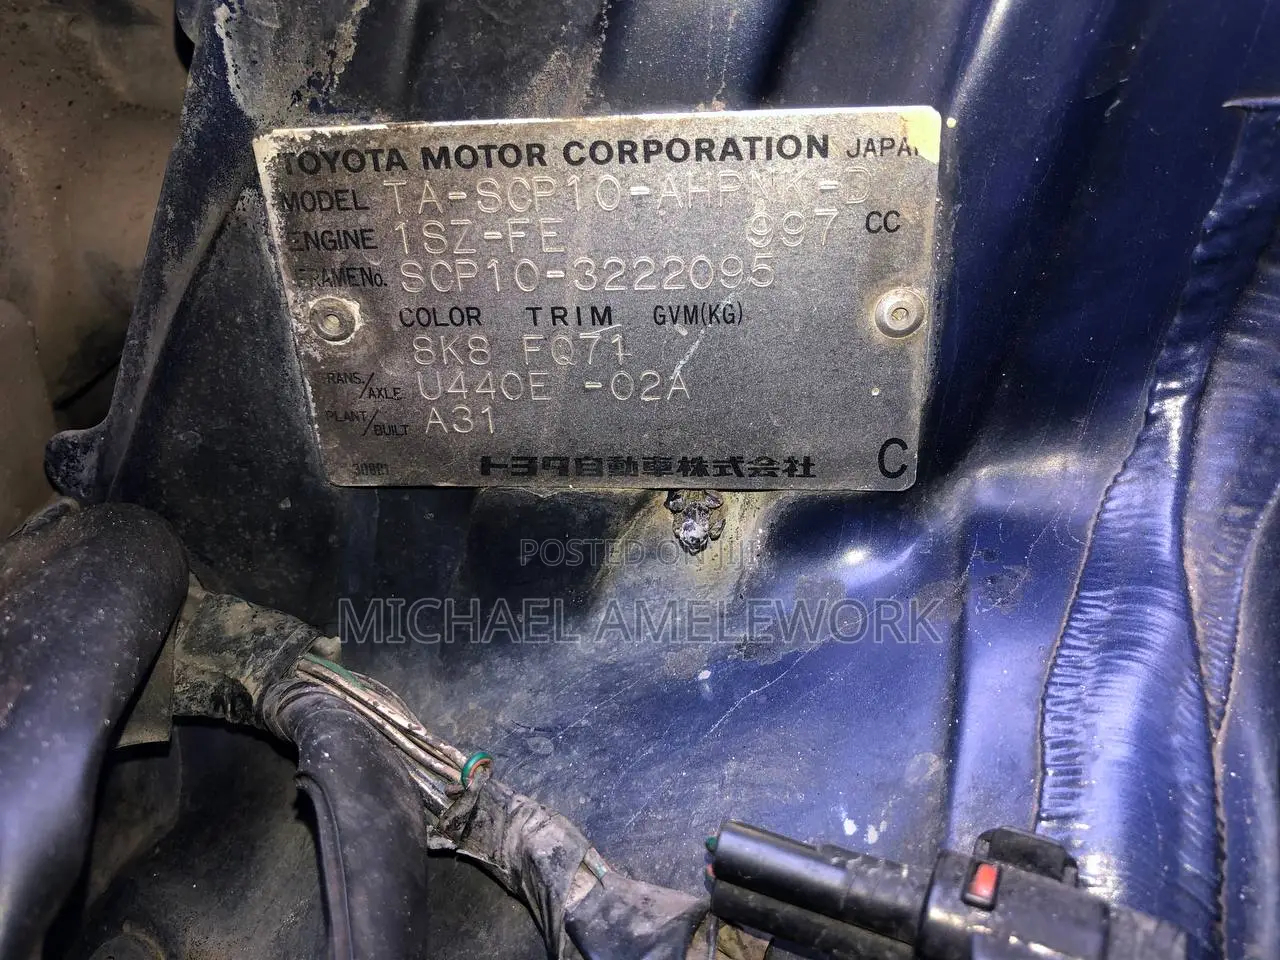 TOYOTA MOTOR CORPORATION JAPAN
MODEL TA-SCP10-AHPNK-D
ENGINE 1SZ-FE 997 CC
FRAME No. SCP10-3222095
COLOR TRIM GVM(KG)
8K8 FQ71
TRANS./AXLE U440E -02A
PLANT/BUILT A31
トヨタ自動車株式会社 C
POSTED ON JIJI
MICHAEL AMELEWORK